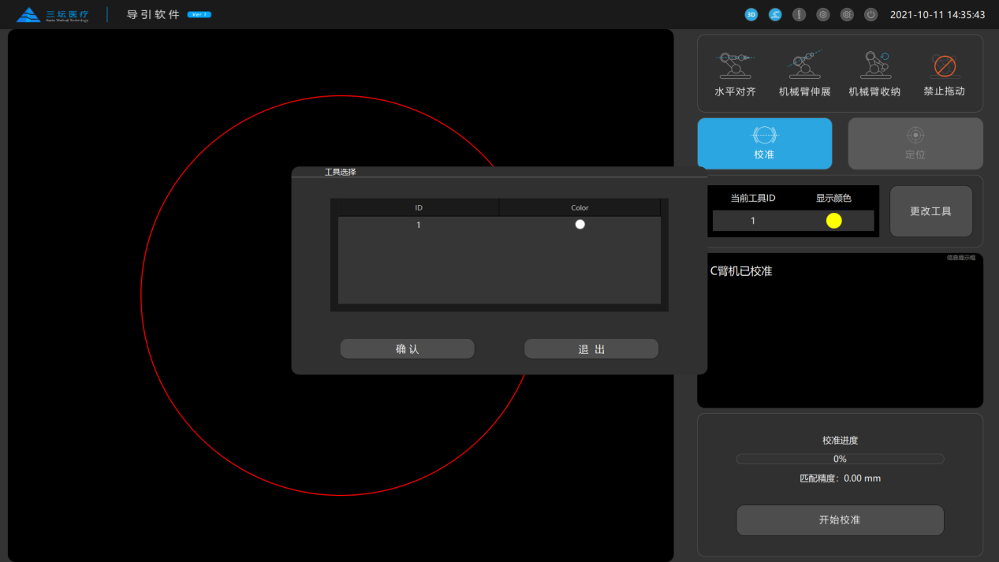 三坛医疗
Santa Medical Technology
导引软件
Ver 1
3D
2021-10-11 14:35:43
水平对齐
机械臂伸展
机械臂收纳
禁止拖动
校准
定位
工具选择
ID
Color
1
确认
退出
当前工具ID
显示颜色
1
更改工具
信息提示框
C臂机已校准
校准进度
0%
匹配精度: 0.00 mm
开始校准